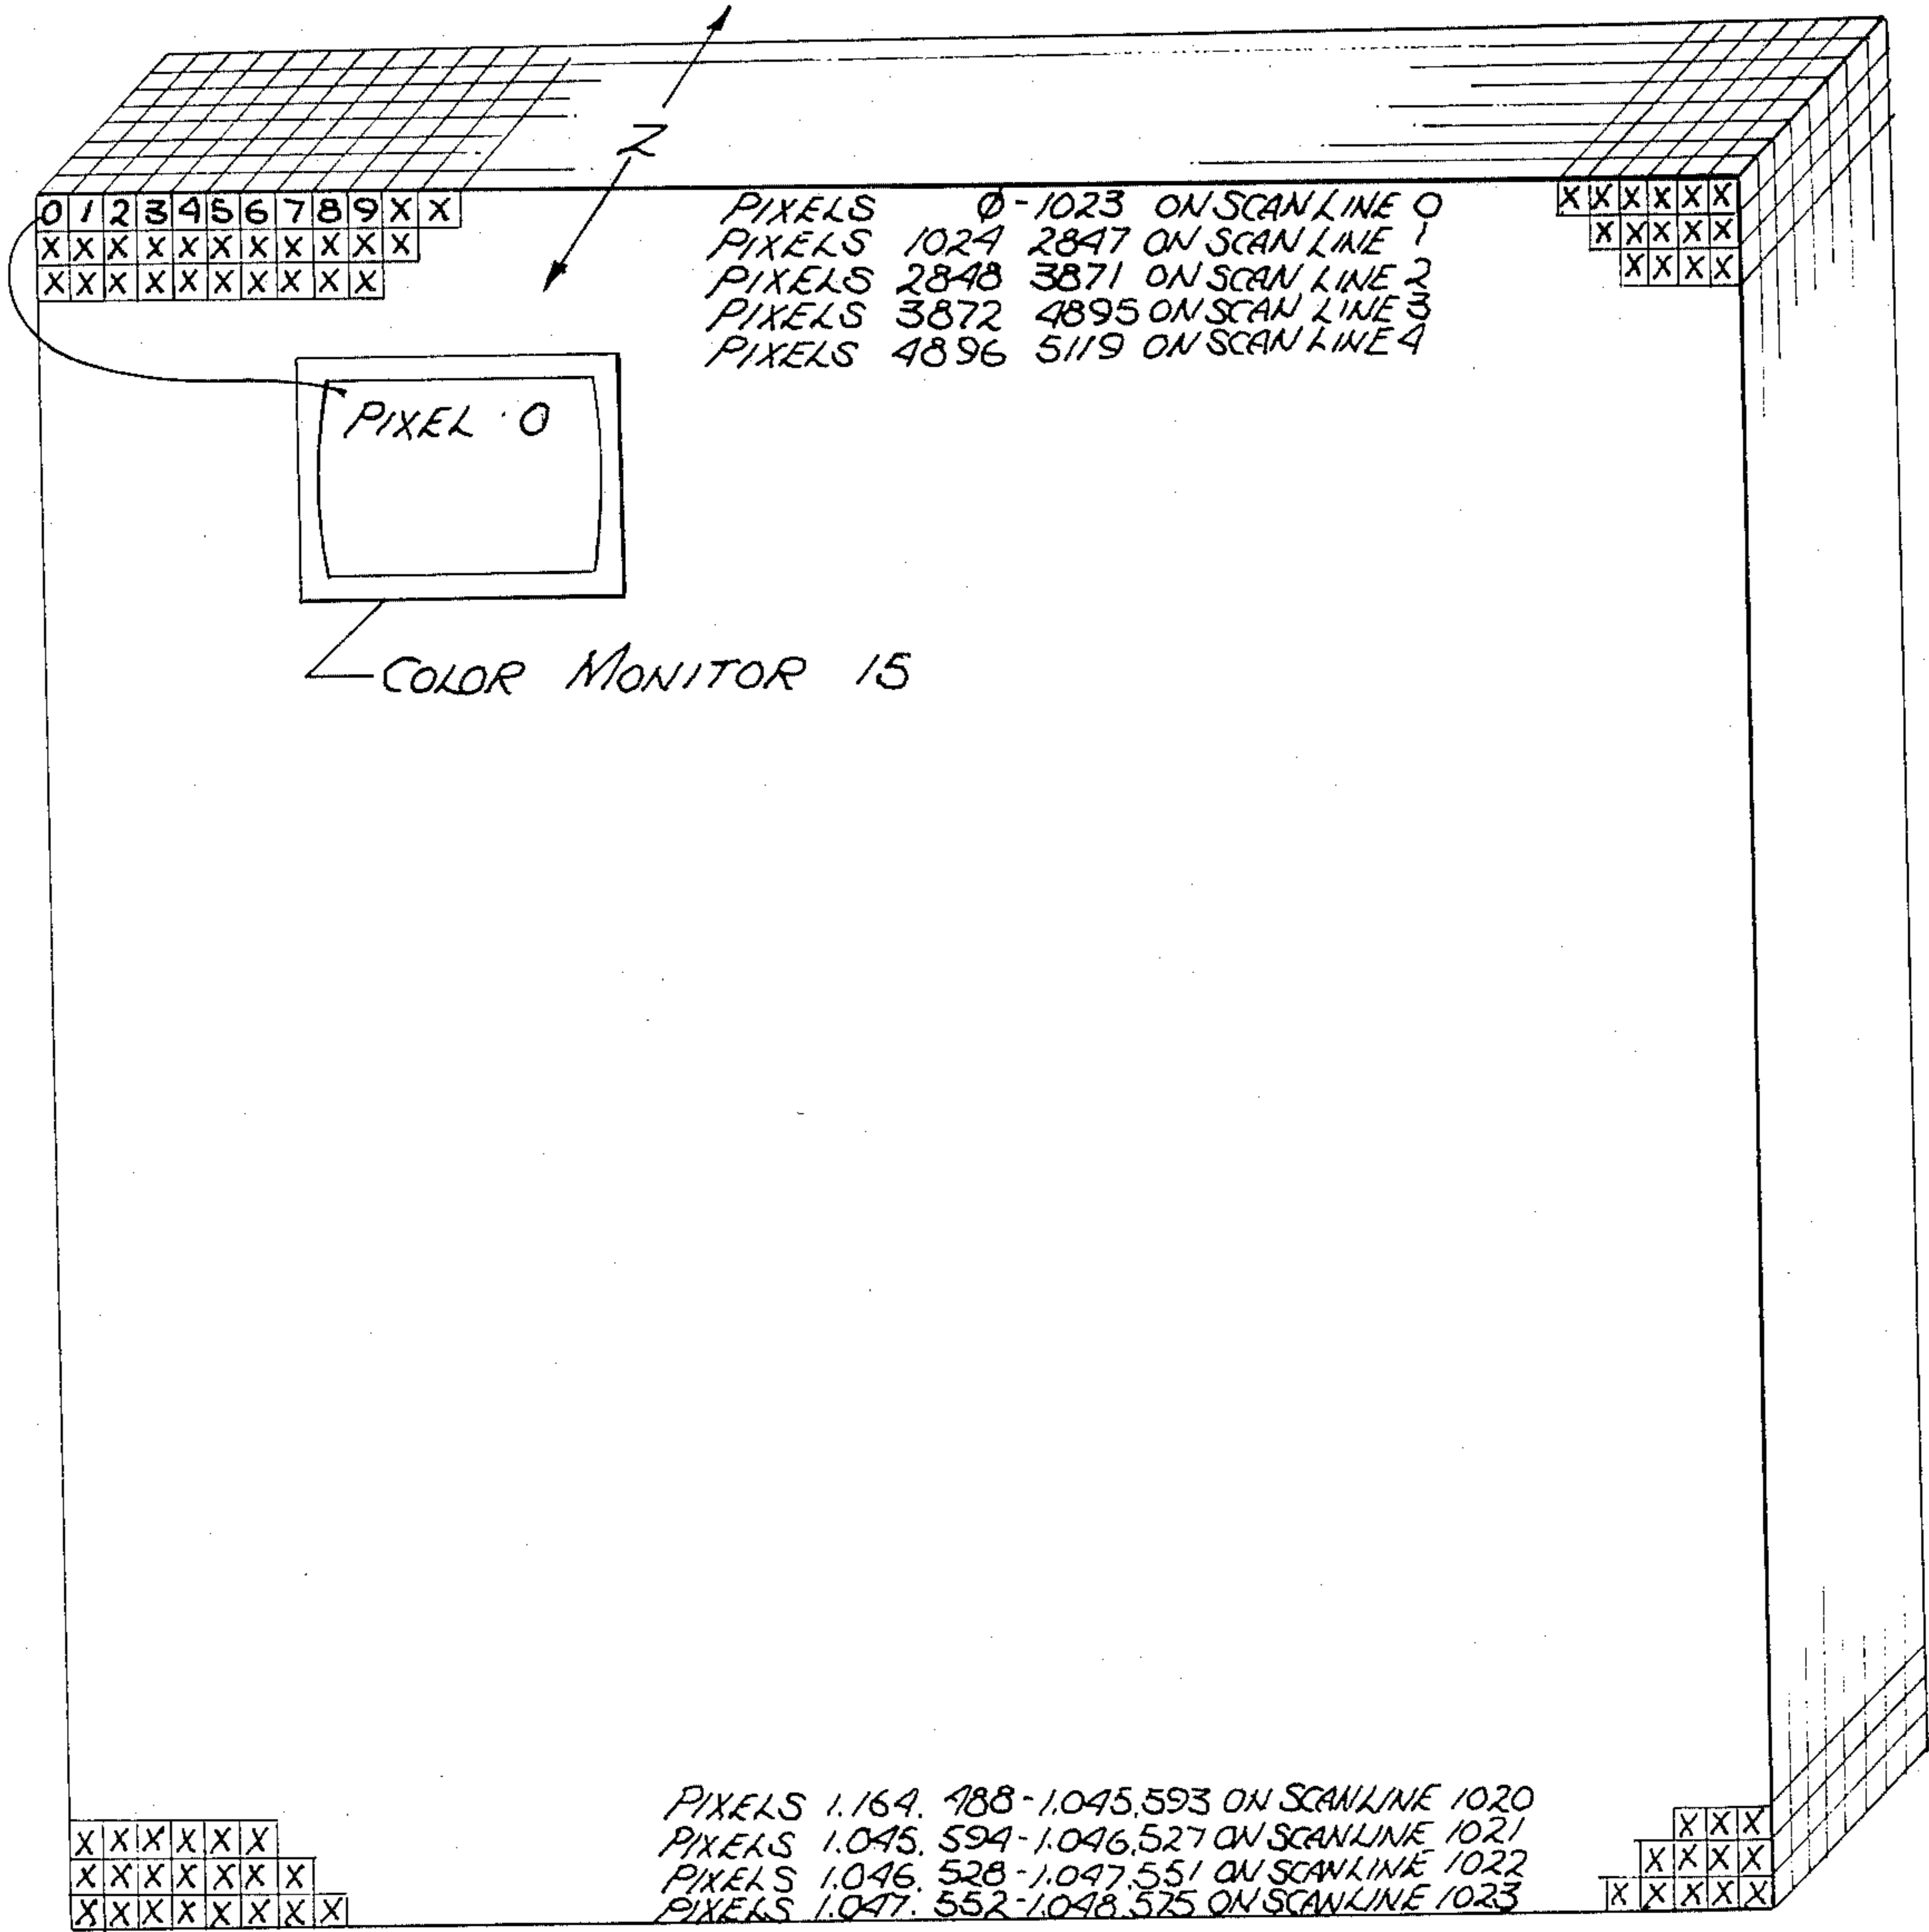 Z
0 1 2 3 4 5 6 7 8 9 X X
X X X X X X
X X X X X X X X X X X
X X X X X
X X X X X X X X X X
X X X X
PIXELS Ø-1023 ON SCAN LINE 0
PIXELS 1024 2847 ON SCAN LINE 1
PIXELS 2848 3871 ON SCAN LINE 2
PIXELS 3872 4895 ON SCAN LINE 3
PIXELS 4896 5119 ON SCAN LINE 4
PIXEL 0
COLOR MONITOR 15
PIXELS 1.164. 488-1.045.593 ON SCANLINE 1020
PIXELS 1.045. 594-1.046.527 ON SCANLINE 1021
PIXELS 1.046. 528-1.047.551 ON SCANLINE 1022
PIXELS 1.047. 552-1.048.575 ON SCANLINE 1023
X X X X X X
X X X X X X X
X X X X X X X X
X X X
X X X X
X X X X X